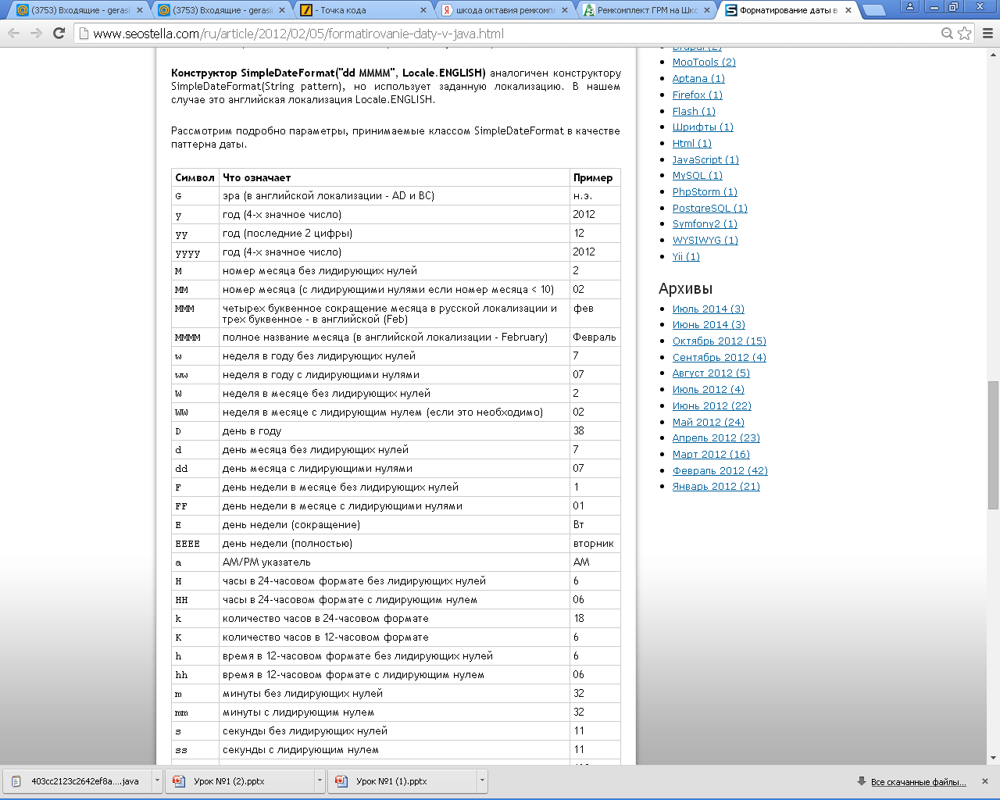 (3753) Входящие - gerasi
(3753) Входящие - gerasi
- Точка кода
шкода октавия ремкомпл
Ремкомплект ГРМ на Шко
Форматирование даты в
www.seostella.com/ru/article/2012/02/05/formatirovanie-daty-v-java.html
Конструктор SimpleDateFormat("dd MMMM", Locale.ENGLISH) аналогичен конструктору
SimpleDateFormat(String pattern), но использует заданную локализацию. В нашем
случае это английская локализация Locale.ENGLISH.
Рассмотрим подробно параметры, принимаемые классом SimpleDateFormat в качестве
паттерна даты.
Символ Что означает Пример
G эра (в английской локализации - AD и BC) н.э.
y год (4-х значное число) 2012
yy год (последние 2 цифры) 12
yyyy год (4-х значное число) 2012
M номер месяца без лидирующих нулей 2
MM номер месяца (с лидирующими нулями если номер месяца < 10) 02
MMM четырех буквенное сокращение месяца в русской локализации и фев
трех буквенное - в английской (Feb)
MMMM полное название месяца (в английской локализации - February) Февраль
w неделя в году без лидирующих нулей 7
ww неделя в году с лидирующими нулями 07
W неделя в месяце без лидирующих нулей 2
WW неделя в месяце с лидирующим нулем (если это необходимо) 02
D день в году 38
d день месяца без лидирующих нулей 7
dd день месяца с лидирующими нулями 07
F день недели в месяце без лидирующих нулей 1
FF день недели в месяце с лидирующими нулями 01
E день недели (сокращение) Вт
EEEE день недели (полностью) вторник
a AM/PM указатель AM
H часы в 24-часовом формате без лидирующих нулей 6
HH часы в 24-часовом формате с лидирующим нулем 06
k количество часов в 24-часовом формате 18
K количество часов в 12-часовом формате 6
h время в 12-часовом формате без лидирующих нулей 6
hh время в 12-часовом формате с лидирующим нулем 06
m минуты без лидирующих нулей 32
mm минуты с лидирующим нулем 32
s секунды без лидирующих нулей 11
ss секунды с лидирующим нулем 11
Drupal (2)
MooTools (2)
Aptana (1)
Firefox (1)
Flash (1)
Шрифты (1)
Html (1)
JavaScript (1)
MySQL (1)
PhpStorm (1)
PostgreSQL (1)
Symfony2 (1)
WYSIWYG (1)
Yii (1)
Архивы
Июль 2014 (3)
Июнь 2014 (3)
Октябрь 2012 (15)
Сентябрь 2012 (4)
Август 2012 (5)
Июль 2012 (4)
Июнь 2012 (22)
Май 2012 (24)
Апрель 2012 (23)
Март 2012 (16)
Февраль 2012 (42)
Январь 2012 (21)
403cc2123c2642ef8a....java
Урок №1 (2).pptx
Урок №1 (1).pptx
Все скачанные файлы...